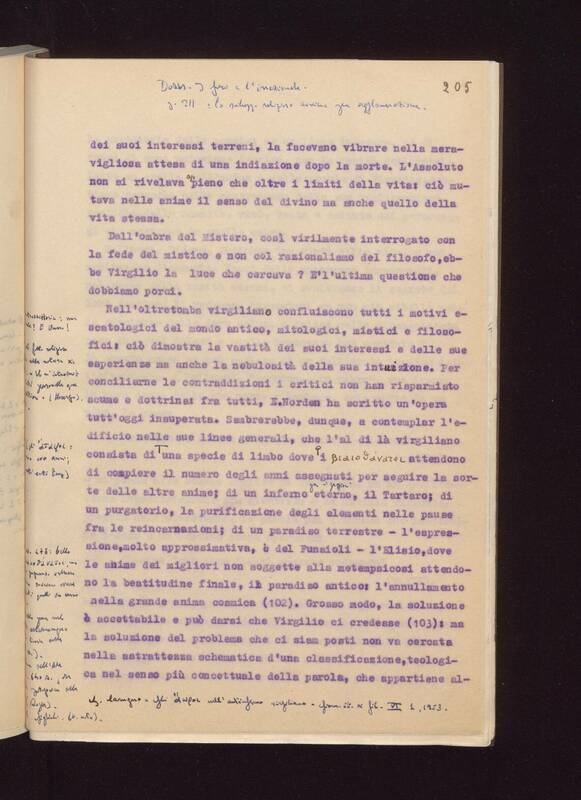 205
Dodds - I Greci e l'irrazionale -
dei suoi interessi terreni, la facevano vibrare nella mera-
vigliosa attesa di una indiazione dopo la morte. L'Assoluto
non si rivelava appieno che oltre i limiti della vita: ciò mu-
tava nelle anime il senso del divino ma anche quello della
vita stessa.
Dall'ombra del Mistero, così virilmente interrogato con
la fede del mistico e non col razionalismo del filosofo,eb-
be Virgilio la luce che cercava ? E'l'ultima questione che
dobbiamo porci.
Nell'oltretomba virgiliano confluiscono tutti i motivi e-
scatologici del mondo antico, mitologici, mistici e filoso-
fici: ciò dimostra la vastità dei suoi interessi e delle sue
esperienze ma anche la nebulosità della sua intuizione. Per
conciliarne le contraddizioni i critici non han risparmiato
acume e dottrina: fra tutti, E.Norden ha scritto un'opera
tutt'oggi insuperata. Sembrerebbe, dunque, a contemplar l'e-
dificio nelle sue linee generali, che l'al di là virgiliano
consista di una specie di limbo dove i βιαιοθάνατοι attendono
di compiere il numero degli anni assegnati per seguire la sor-
te delle altre anime; di un inferno eterno, il Tartaro; di
un purgatorio, la purificazione degli elementi nelle pause
fra le reincarnazioni; di un paradiso terrestre - l'espres-
sione,molto approssimativa, è del Funaioli - l'Elisio,dove
le anime dei migliori non soggette alla metempsicosi attendo-
no la beatitudine finale, il paradiso antico: l'annullamento
nella grande anima cosmica (102). Grosso modo, la soluzione
è accettabile e può darsi che Virgilio ci credesse (103): ma
la soluzione del problema che ci siam posti non va cercata
nella astrattezza schematica d'una classificazione,teologi-
ca nel senso più concettuale della parola, che appartiene al-